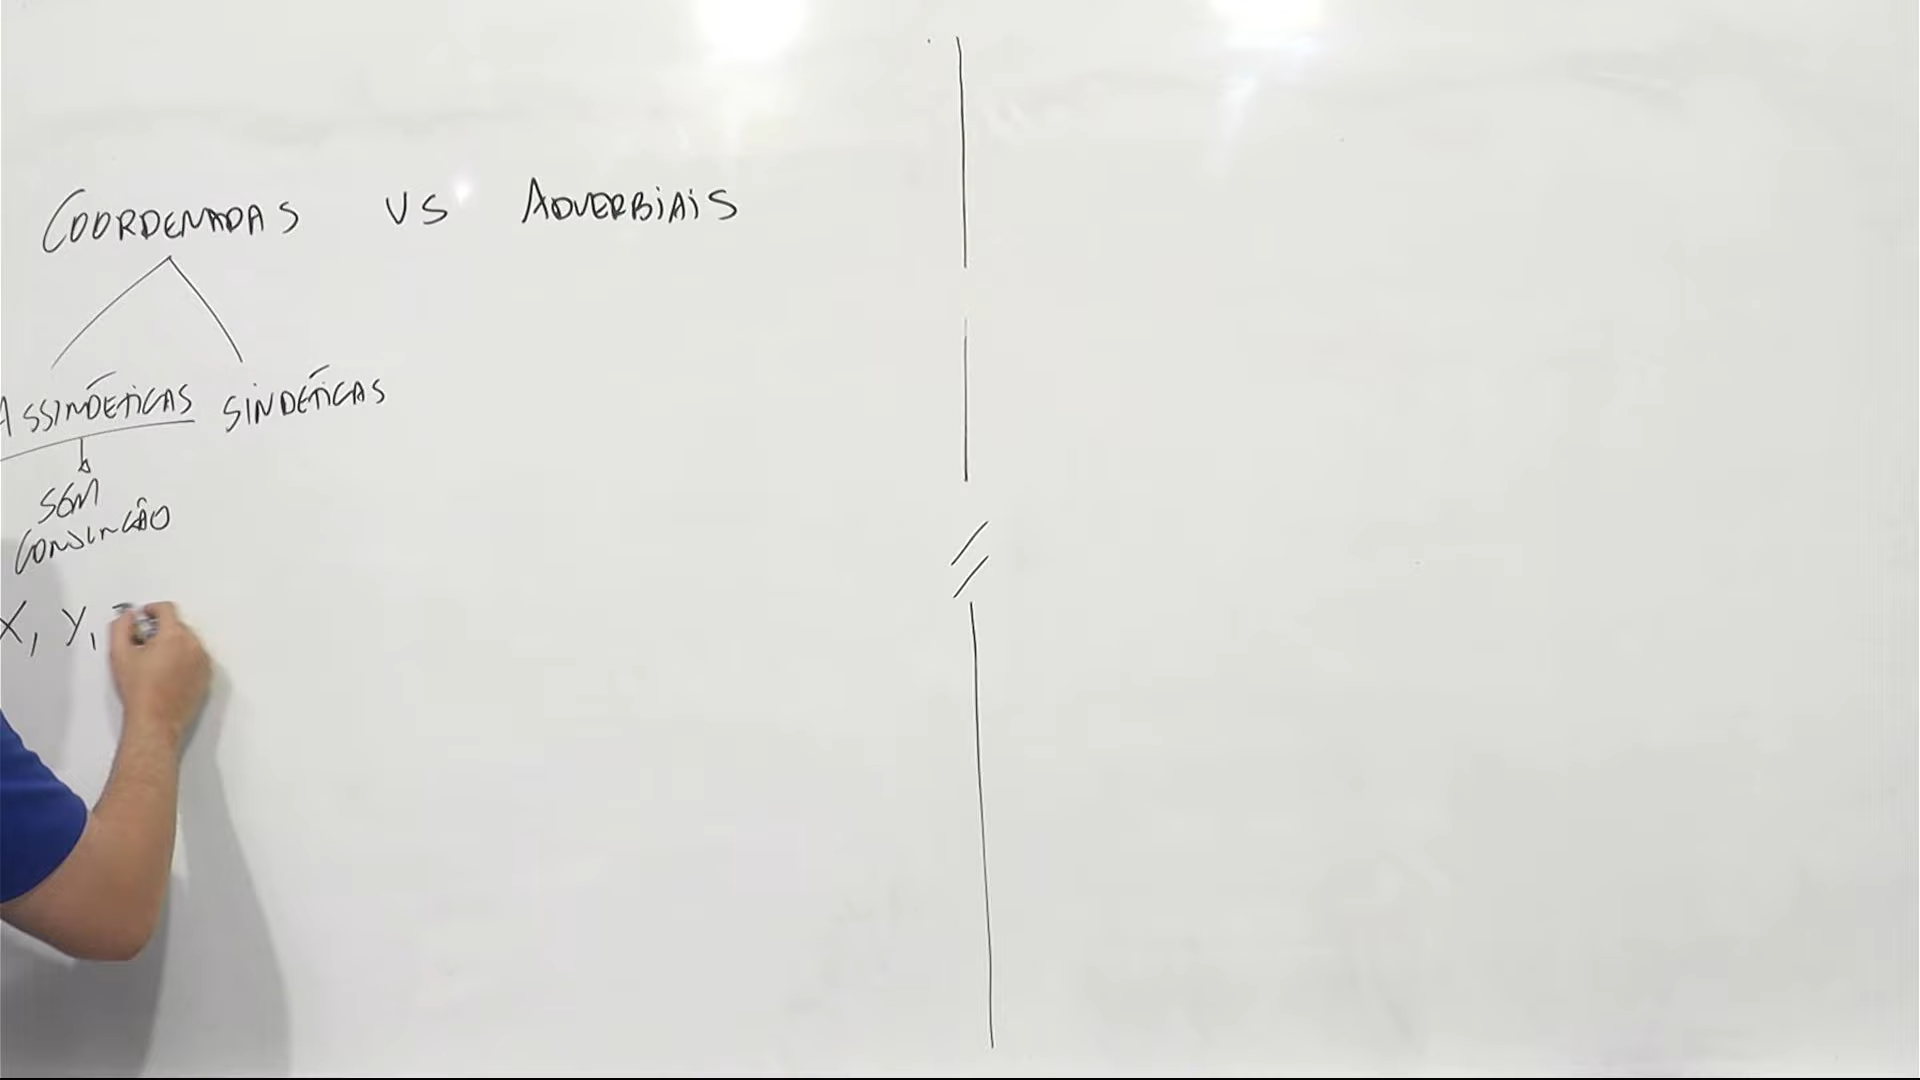 COORDENADAS VS ADVERBIAIS
ASSINDÉTICAS SINDÉTICAS
SEM
CONJUNÇÃO
X, Y,